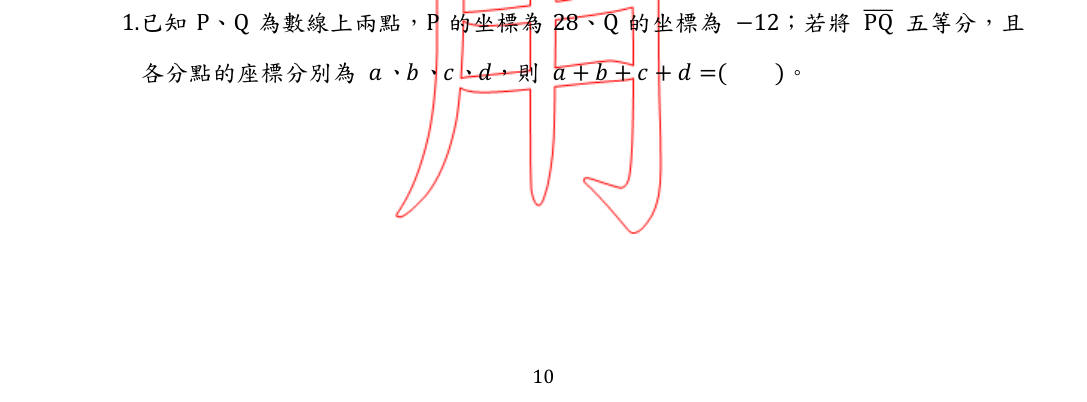 1.已知 P、Q 為數線上兩點，P 的坐標為 28、Q 的坐標為 −12；若將 P̅Q̅ 五等分，且
各分點的座標分別為 a、b、c、d，則 a + b + c + d =(  )。
用
10